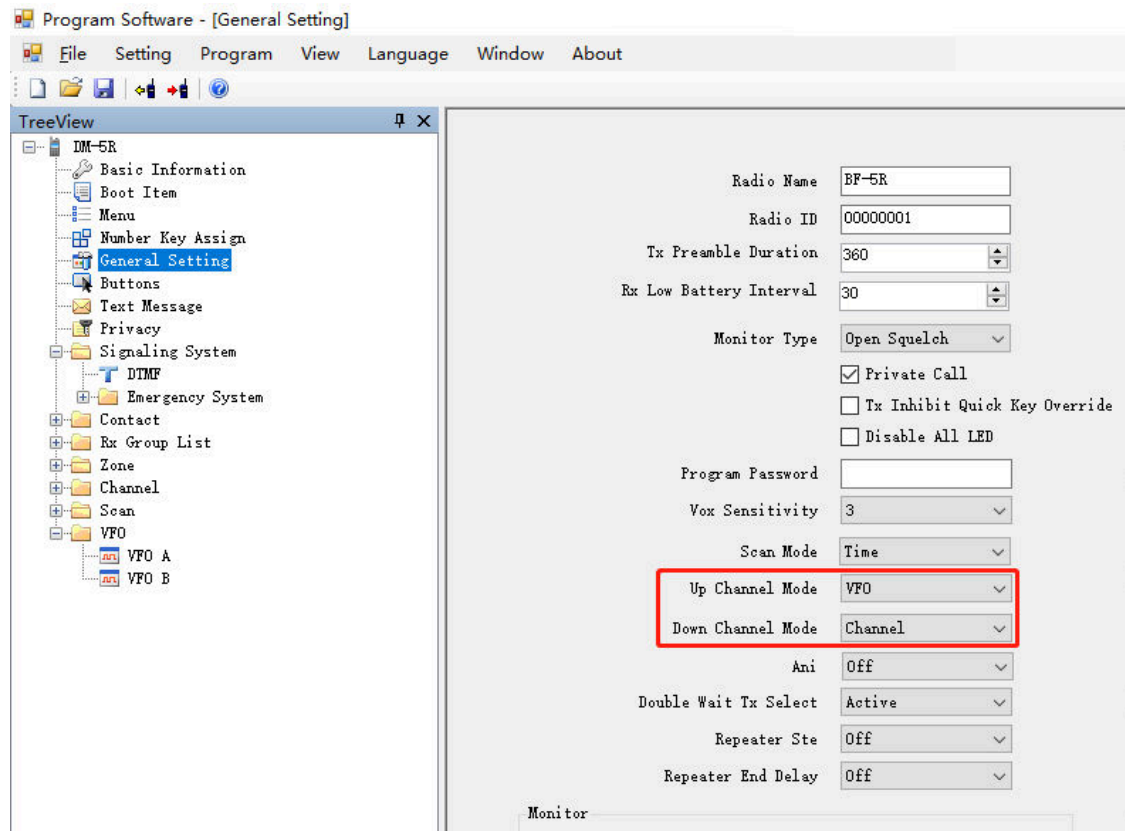 Program Software - [General Setting]
File Setting Program View Language Window About
TreeView
DM-5R
Basic Information
Boot Item
Menu
Number Key Assign
General Setting
Buttons
Text Message
Privacy
Signaling System
DTMF
Emergency System
Contact
Rx Group List
Zone
Channel
Scan
VFO
VFO A
VFO B
Radio Name BF-5R
Radio ID 00000001
Tx Preamble Duration 360
Rx Low Battery Interval 30
Monitor Type Open Squelch
Private Call
Tx Inhibit Quick Key Override
Disable All LED
Program Password
Vox Sensitivity 3
Scan Mode Time
Up Channel Mode VFO
Down Channel Mode Channel
Ani Off
Double Wait Tx Select Active
Repeater Ste Off
Repeater End Delay Off
Monitor